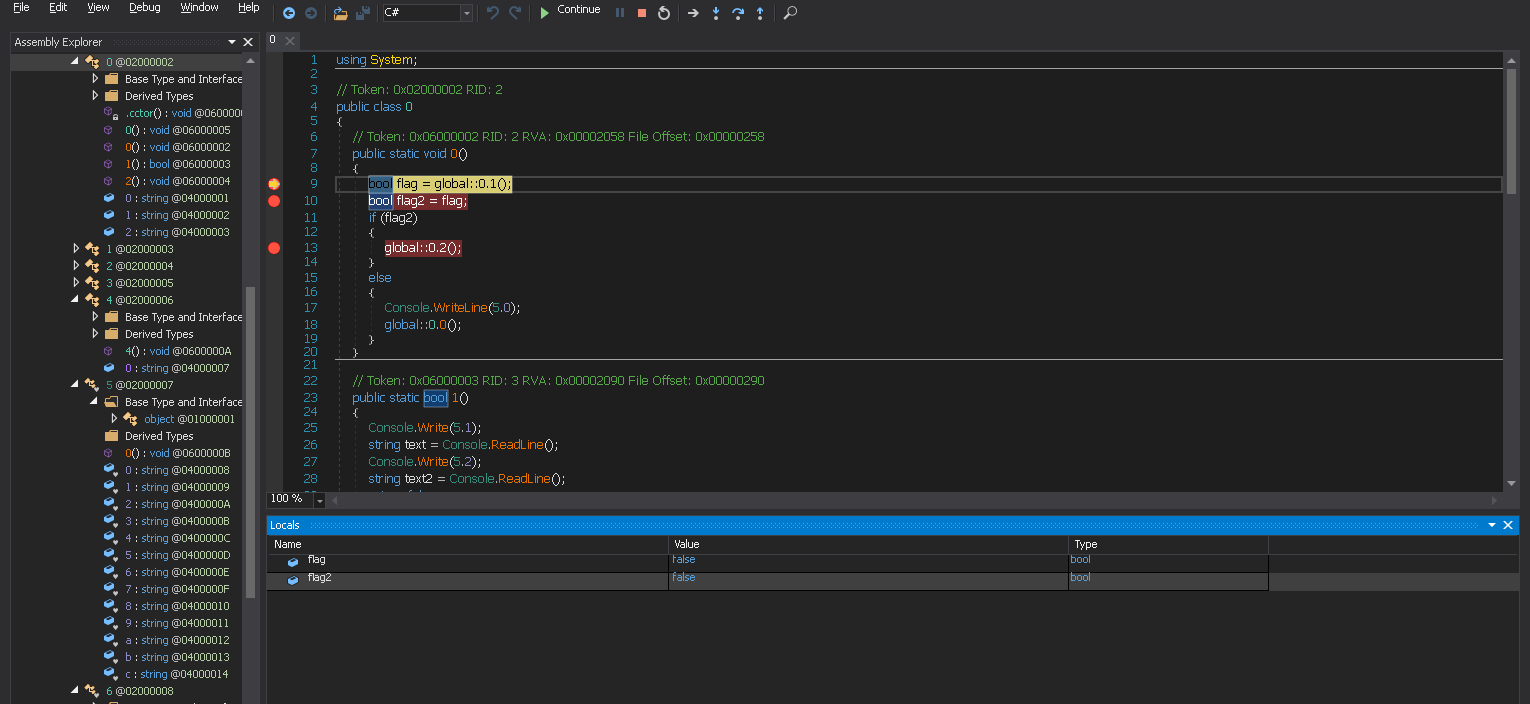 File Edit View Debug Window Help C# Continue
Assembly Explorer
0 @02000002
Base Type and Interface
Derived Types
.cctor() : void @0600000
0() : void @06000005
0() : void @06000002
1() : bool @06000003
2() : void @06000004
0 : string @04000001
1 : string @04000002
2 : string @04000003
1 @02000003
2 @02000004
3 @02000005
4 @02000006
Base Type and Interface
Derived Types
4() : void @0600000A
0 : string @04000007
5 @02000007
Base Type and Interface
object @01000001
Derived Types
0() : void @0600000B
0 : string @04000008
1 : string @04000009
2 : string @0400000A
3 : string @0400000B
4 : string @0400000C
5 : string @0400000D
6 : string @0400000E
7 : string @0400000F
8 : string @04000010
9 : string @04000011
a : string @04000012
b : string @04000013
c : string @04000014
6 @02000008
0
1 using System;
2
3 // Token: 0x02000002 RID: 2
4 public class 0
5 {
6 // Token: 0x06000002 RID: 2 RVA: 0x00002058 File Offset: 0x00000258
7 public static void 0()
8 {
9 bool flag = global::0.1();
10 bool flag2 = flag;
11 if (flag2)
12 {
13 global::0.2();
14 }
15 else
16 {
17 Console.WriteLine(5.0);
18 global::0.0();
19 }
20 }
21
22 // Token: 0x06000003 RID: 3 RVA: 0x00002090 File Offset: 0x00000290
23 public static bool 1()
24 {
25 Console.Write(5.1);
26 string text = Console.ReadLine();
27 Console.Write(5.2);
28 string text2 = Console.ReadLine();
100 %
Locals
Name Value Type
flag false bool
flag2 false bool